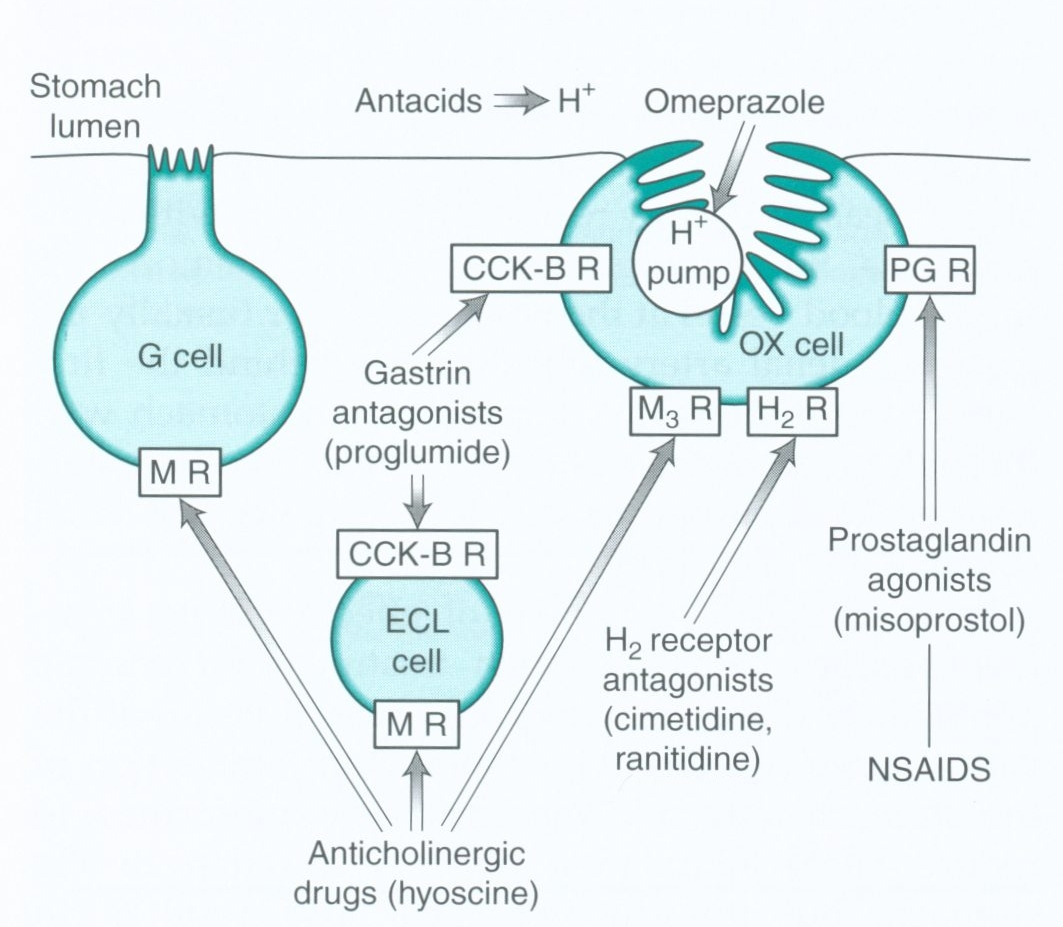 Stomach
lumen
Antacids H⁺
Omeprazole
H⁺
pump
CCK-B R
PG R
G cell
OX cell
Gastrin
antagonists
(proglumide)
M₃ R
H₂ R
M R
CCK-B R
ECL
cell
M R
Prostaglandin
agonists
(misoprostol)
H₂ receptor
antagonists
(cimetidine,
ranitidine)
NSAIDS
Anticholinergic
drugs (hyoscine)